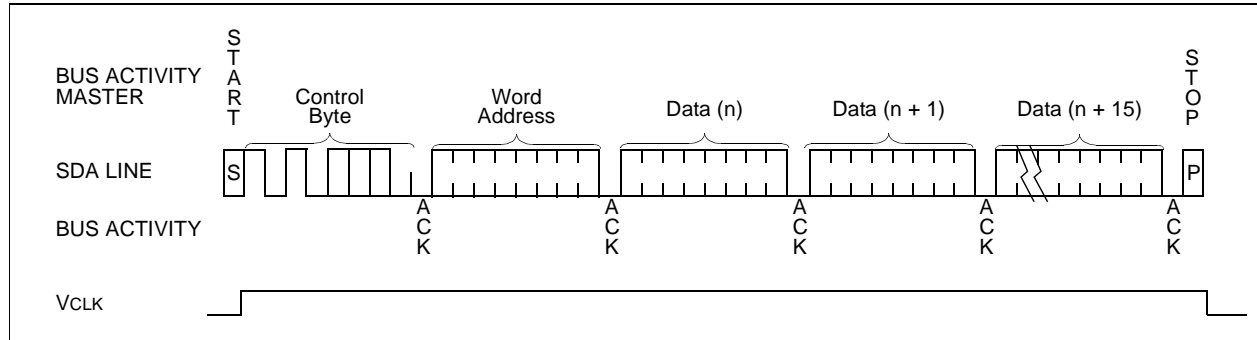 BUS ACTIVITY
MASTER
START
Control
Byte
Word
Address
Data (n)
Data (n + 1)
Data (n + 15)
STOP
SDA LINE
S
P
BUS ACTIVITY
ACK
ACK
ACK
ACK
ACK
VCLK